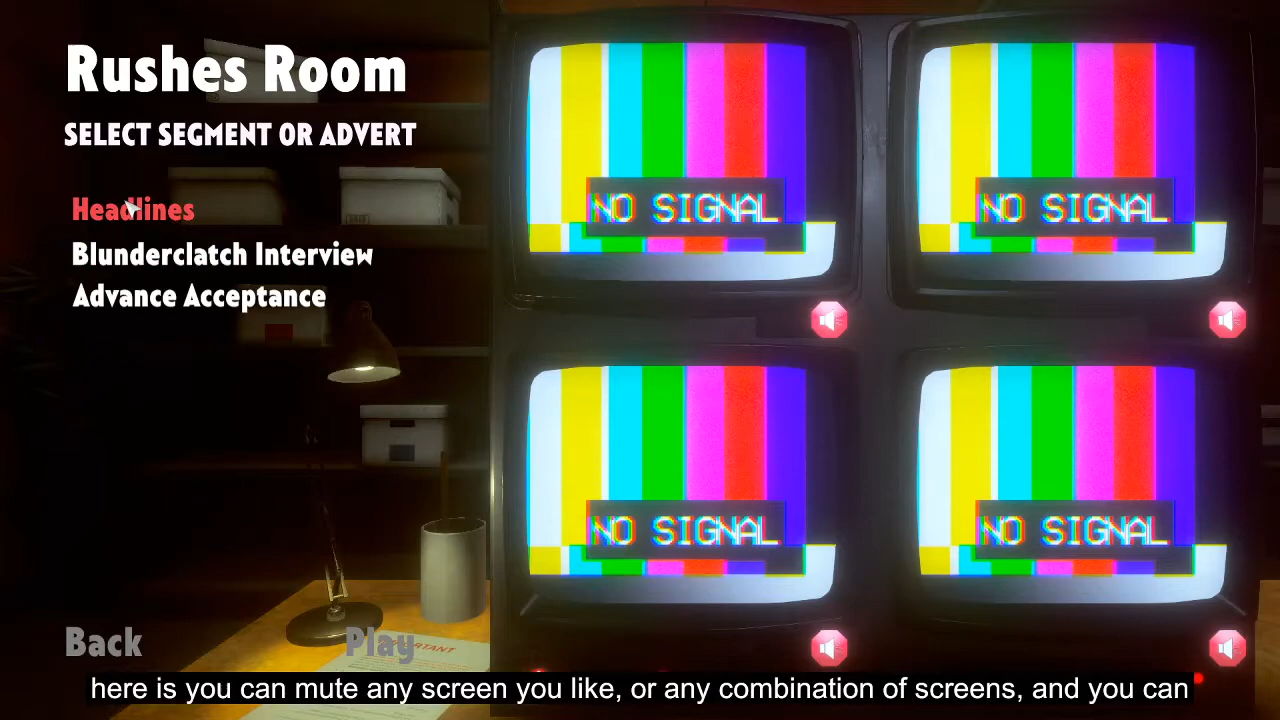 Rushes Room
SELECT SEGMENT OR ADVERT
Headlines
Blunderclatch Interview
Advance Acceptance
NO SIGNAL
NO SIGNAL
NO SIGNAL
NO SIGNAL
Back
Play
IMPORTANT
here is you can mute any screen you like, or any combination of screens, and you can